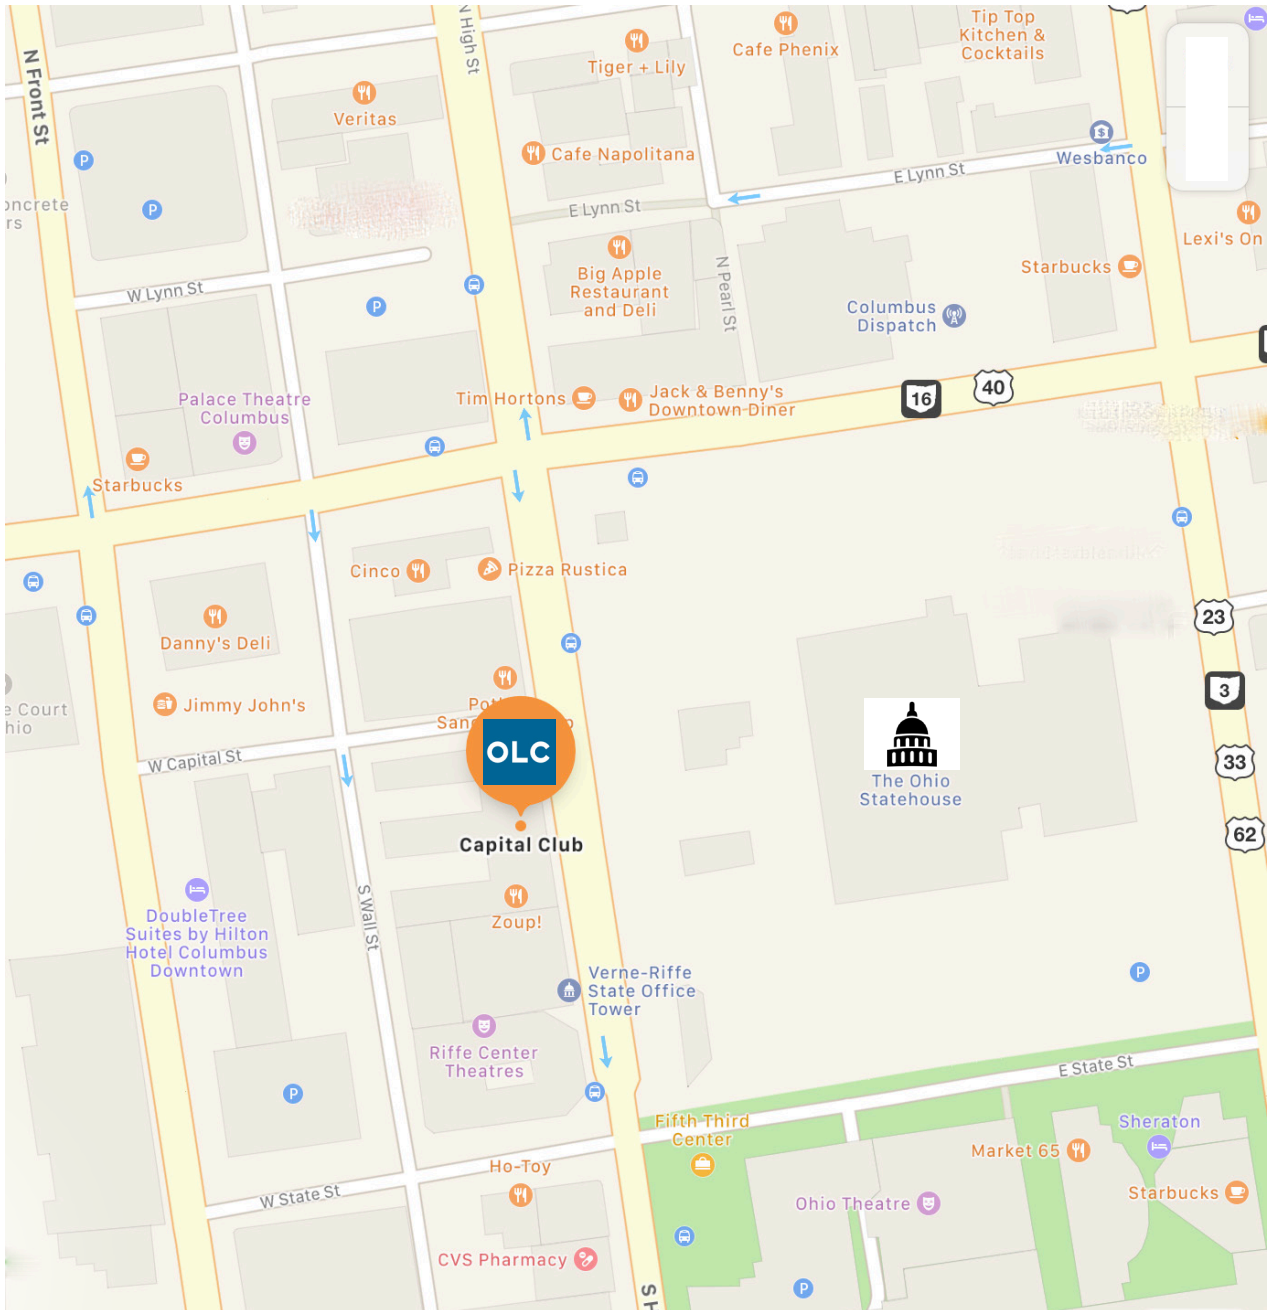 N High St
Tip Top
Kitchen &
Cocktails
Tiger + Lily
Cafe Phenix
N Front St
Veritas
$
Wesbanco
P
Cafe Napolitana
E Lynn St
P
E Lynn St
Lexi's On
oncrete
rs
Big Apple
Restaurant
and Deli
N Pearl St
Starbucks
W Lynn St
P
Columbus
Dispatch
A
Palace Theatre
Columbus
Tim Hortons
Jack & Benny's
Downtown Diner
16
40
Starbucks
Cinco
Pizza Rustica
Danny's Deli
23
Jimmy John's
e Court
hio
3
W Capital St
OLC
The Ohio
Statehouse
33
62
Capital Club
S Wall St
Zoup!
DoubleTree
Suites by Hilton
Hotel Columbus
Downtown
Verne-Riffe
State Office
Tower
P
Riffe Center
Theatres
E State St
P
Fifth Third
Center
Sheraton
Market 65
Ho-Toy
W State St
Ohio Theatre
Starbucks
CVS Pharmacy
P
S H